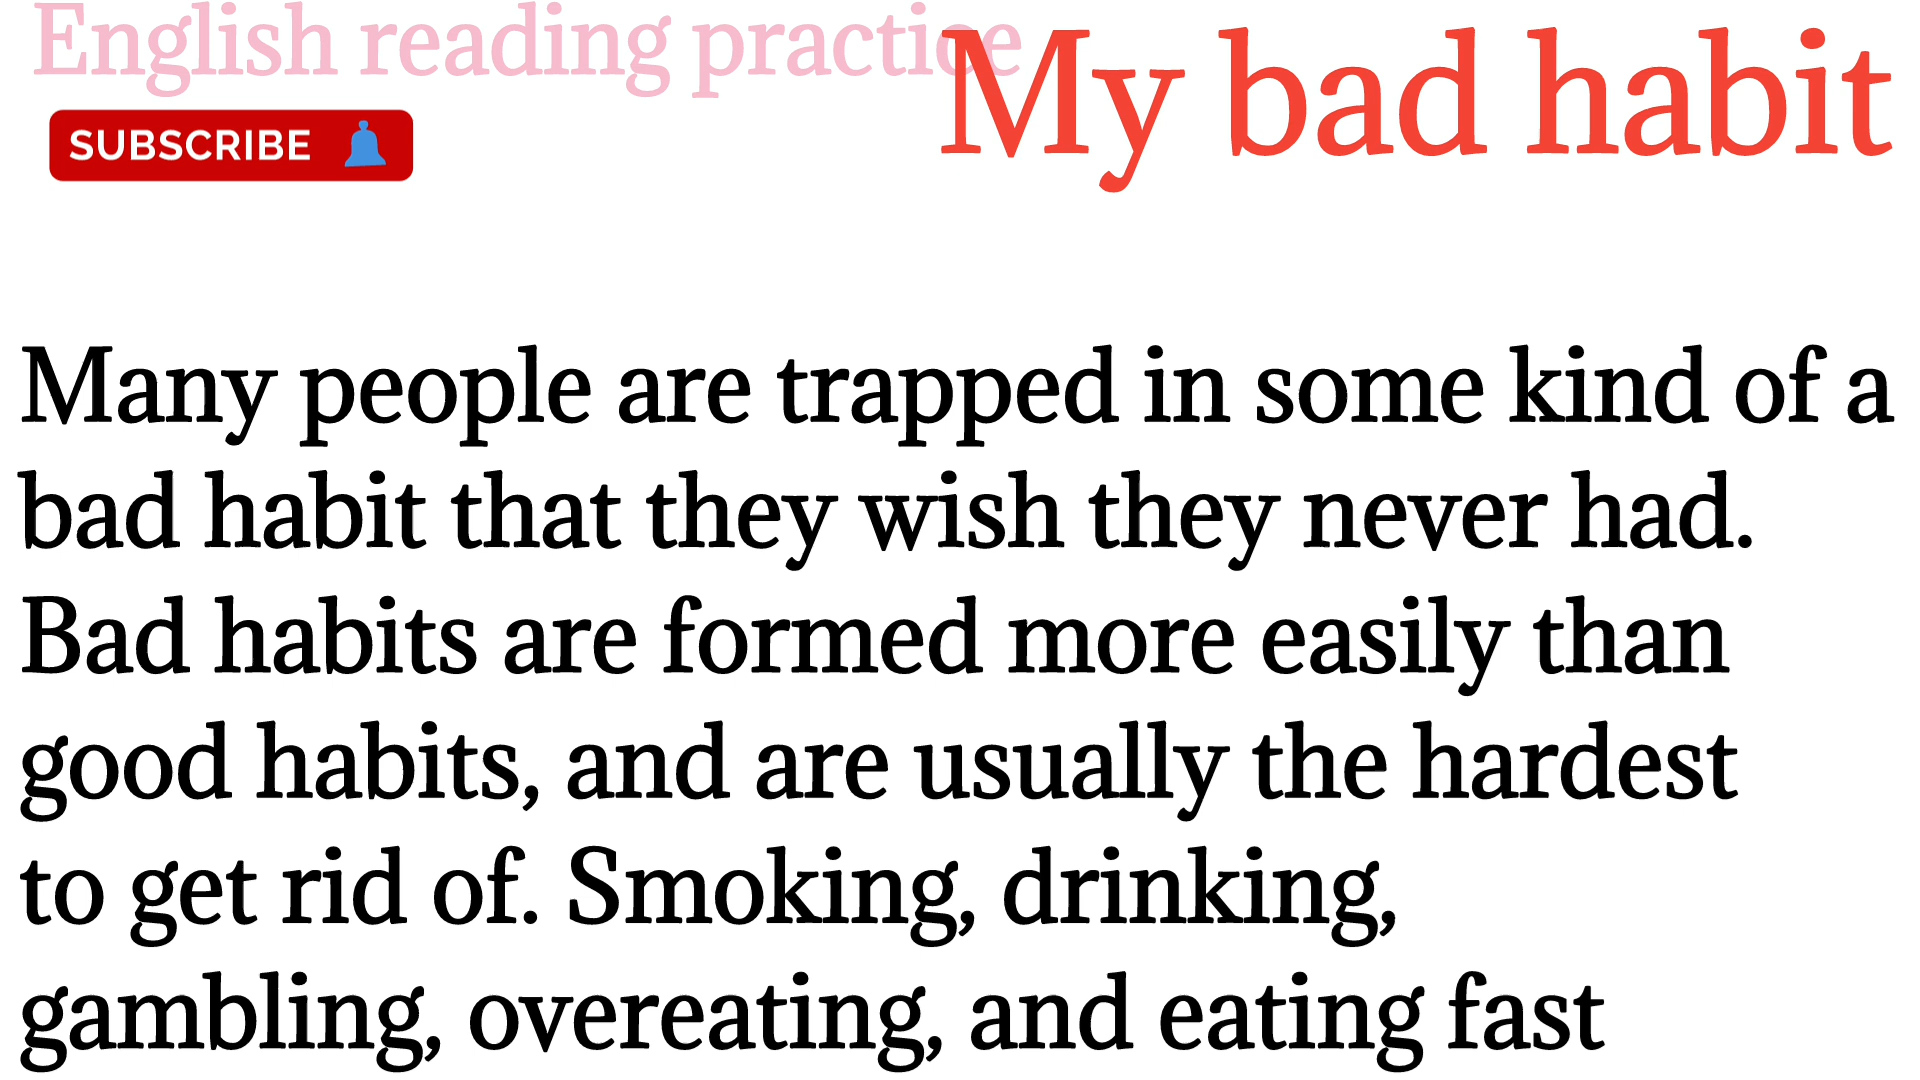 English reading practice
My bad habit
SUBSCRIBE
Many people are trapped in some kind of a
bad habit that they wish they never had.
Bad habits are formed more easily than
good habits, and are usually the hardest
to get rid of. Smoking, drinking,
gambling, overeating, and eating fast